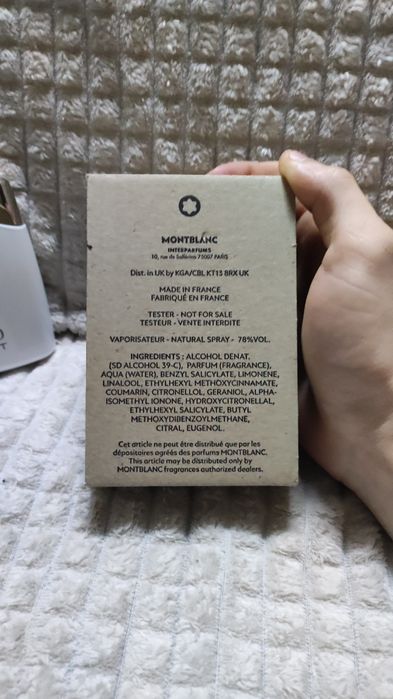 MONTBLANC
INTERPARFUMS
10, rue de Solférino 75007 PARIS
Dist. in UK by KGA/CBL KT13 8RX UK
MADE IN FRANCE
FABRIQUÉ EN FRANCE
TESTER - NOT FOR SALE
TESTEUR - VENTE INTERDITE
VAPORISATEUR - NATURAL SPRAY - 78%VOL.
INGREDIENTS : ALCOHOL DENAT.
(SD ALCOHOL 39-C), PARFUM (FRAGRANCE),
AQUA (WATER), BENZYL SALICYLATE, LIMONENE,
LINALOOL, ETHYLHEXYL METHOXYCINNAMATE,
COUMARIN, CITRONELLOL, GERANIOL, ALPHA-
ISOMETHYL IONONE, HYDROXYCITRONELLAL,
ETHYLHEXYL SALICYLATE, BUTYL
METHOXYDIBENZOYLMETHANE,
CITRAL, EUGENOL.
Cet article ne peut être distribué que par les
dépositaires agréés des parfums MONTBLANC.
This article may be distributed only by
MONTBLANC fragrances authorized dealers.